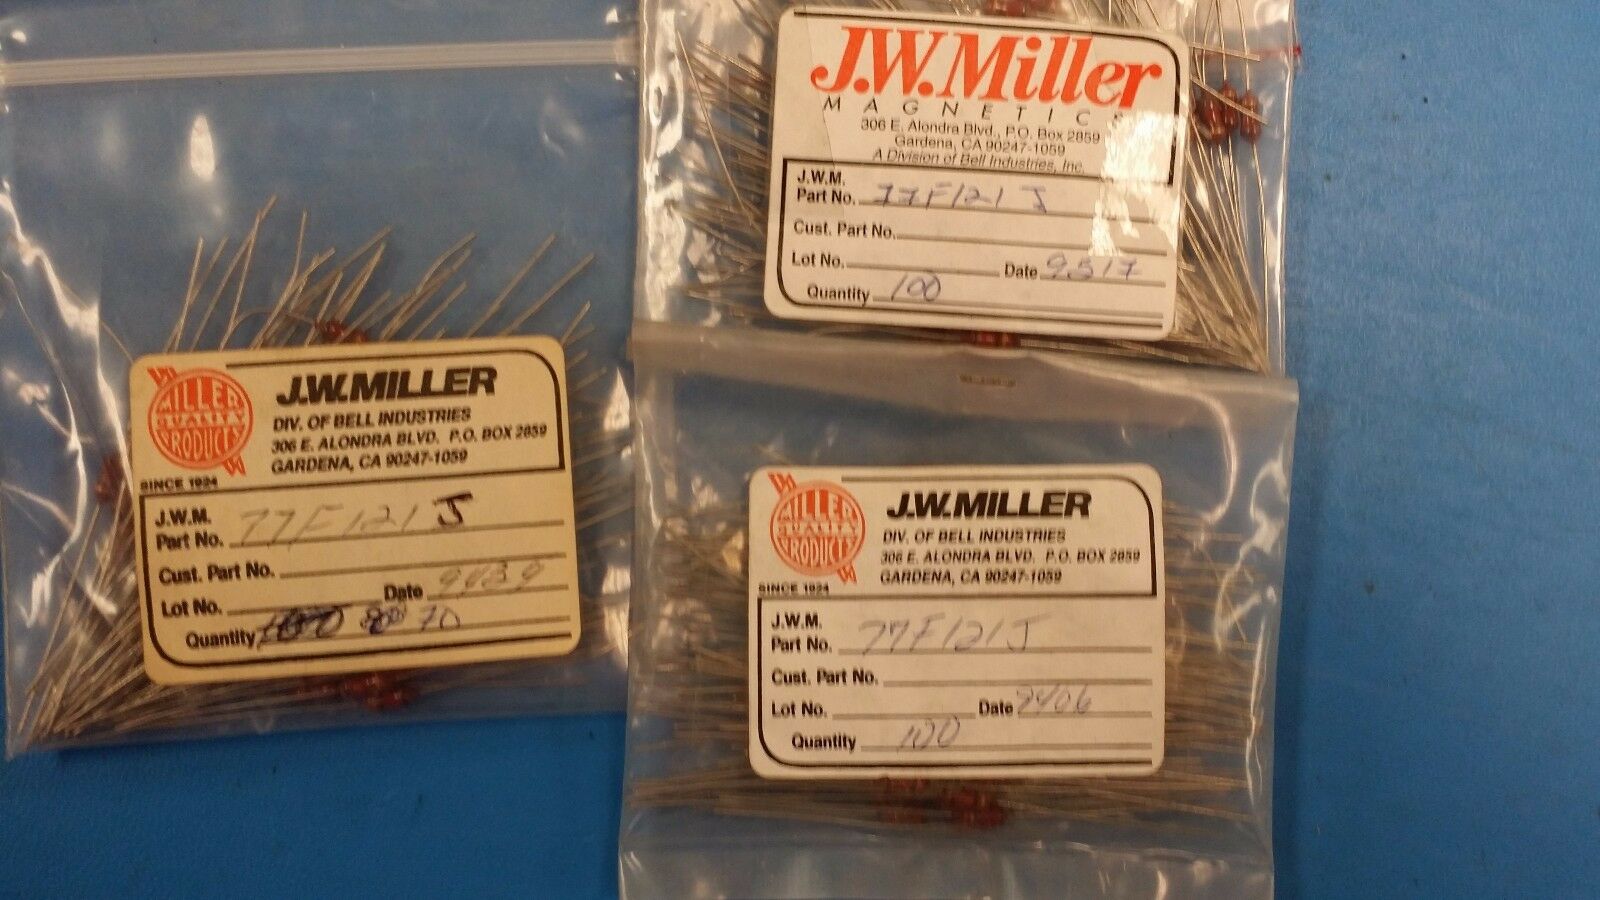 J.W.Miller
MAGNETICS
306 E. Alondra Blvd., P.O. Box 2859
Gardena, CA 90247-1059
A Division of Bell Industries, Inc.
J.W.M.
Part No. 77F121 J
Cust. Part No.
Lot No. Date 9517
Quantity 100
MILLER
QUALITY
PRODUCTS
SINCE 1924
J.W.MILLER
DIV. OF BELL INDUSTRIES
306 E. ALONDRA BLVD. P.O. BOX 2859
GARDENA, CA 90247-1059
J.W.M.
Part No. 77F121 J
Cust. Part No.
Lot No. Date 9439
Quantity 70
MILLER
QUALITY
PRODUCTS
SINCE 1924
J.W.MILLER
DIV. OF BELL INDUSTRIES
306 E. ALONDRA BLVD. P.O. BOX 2859
GARDENA, CA 90247-1059
J.W.M.
Part No. 77F121J
Cust. Part No.
Lot No. Date 9406
Quantity 100